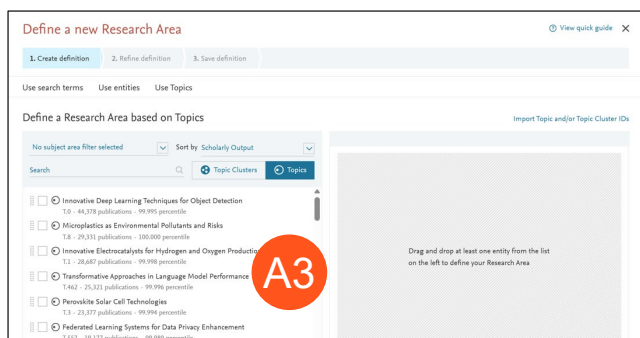 Define a new Research Area
View quick guide
1. Create definition 2. Refine definition 3. Save definition
Use search terms Use entities Use Topics
Define a Research Area based on Topics
Import Topic and/or Topic Cluster IDs
No subject area filter selected Sort by Scholarly Output
Search Topic Clusters Topics
Innovative Deep Learning Techniques for Object Detection
T.0 - 44,378 publications - 99.995 percentile
Microplastics as Environmental Pollutants and Risks
T.8 - 29,331 publications - 100.000 percentile
Innovative Electrocatalysts for Hydrogen and Oxygen Production
T.1 - 28,687 publications - 99.998 percentile
Transformative Approaches in Language Model Performance
T.462 - 25,321 publications - 99.996 percentile
Perovskite Solar Cell Technologies
T.3 - 23,377 publications - 99.994 percentile
Federated Learning Systems for Data Privacy Enhancement
A3
Drag and drop at least one entity from the list
on the left to define your Research Area